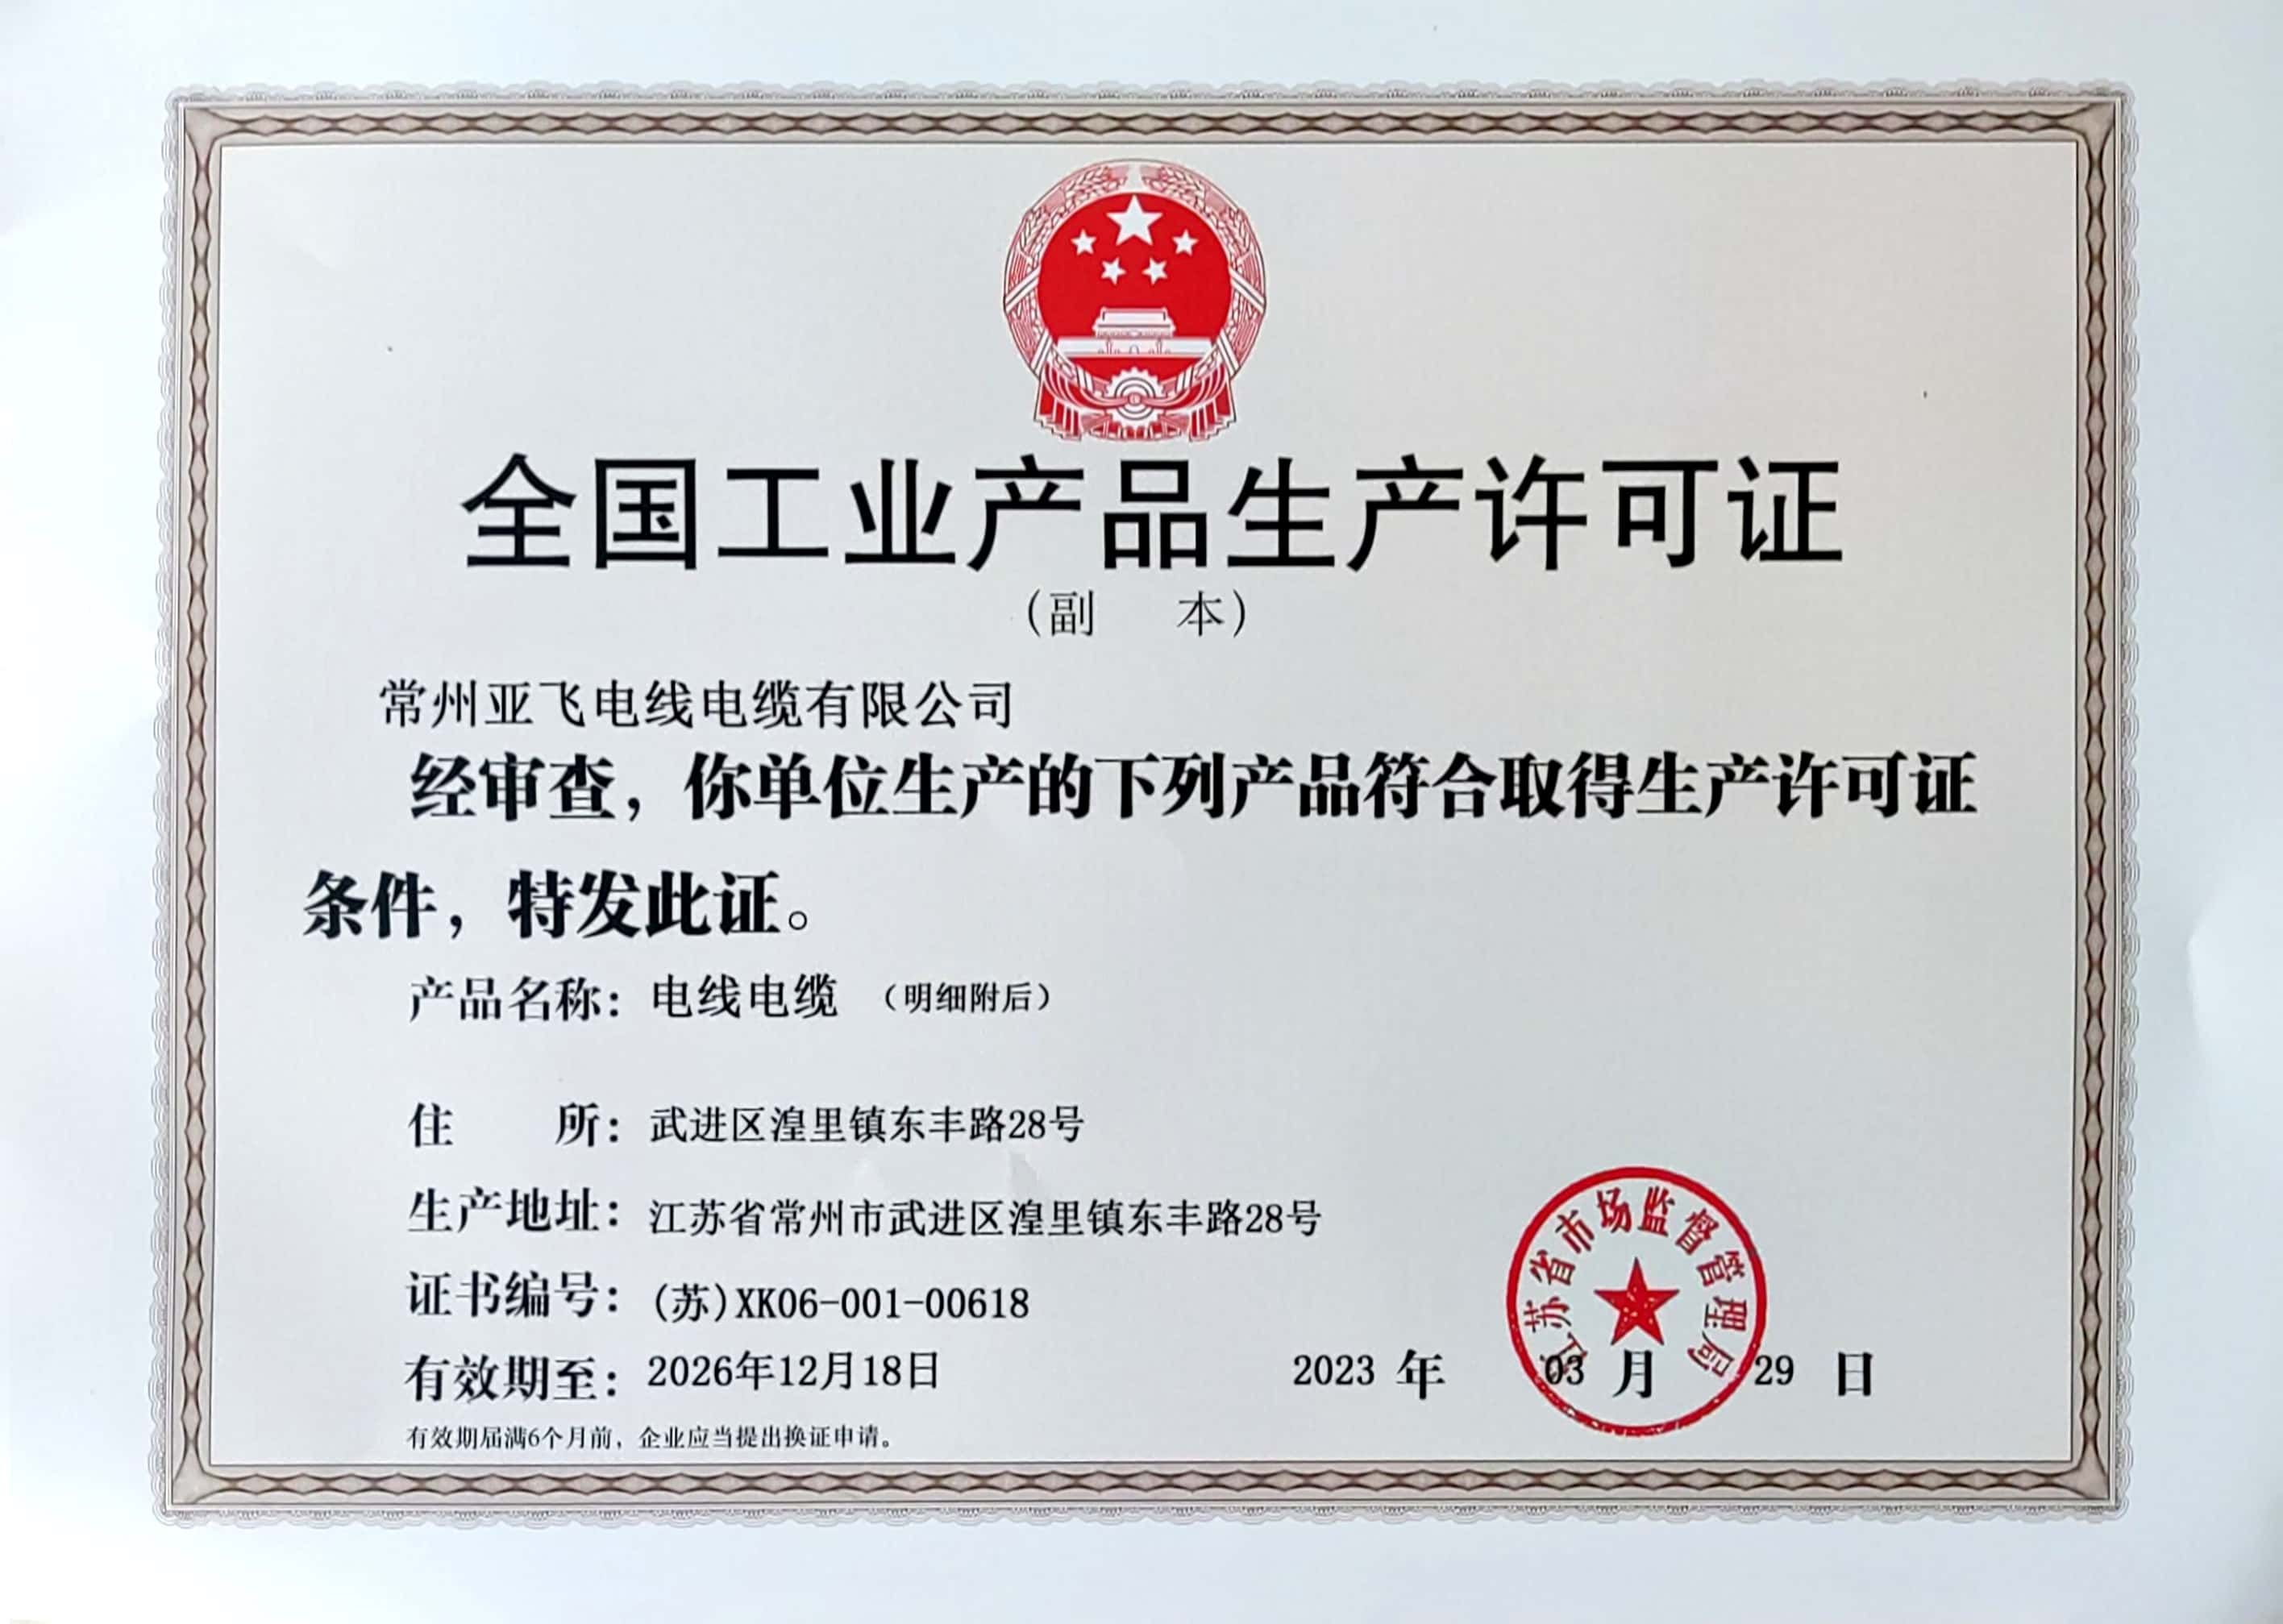 全国工业产品生产许可证
（副 本）
常州亚飞电线电缆有限公司
经审查，你单位生产的下列产品符合取得生产许可证
条件，特发此证。
产品名称：电线电缆 （明细附后）
住 所：武进区湟里镇东丰路28号
生产地址：江苏省常州市武进区湟里镇东丰路28号
证书编号：(苏)XK06-001-00618
有效期至：2026年12月18日
江苏省市场监督管理局
2023 年 03 月 29 日
有效期届满6个月前，企业应当提出换证申请。